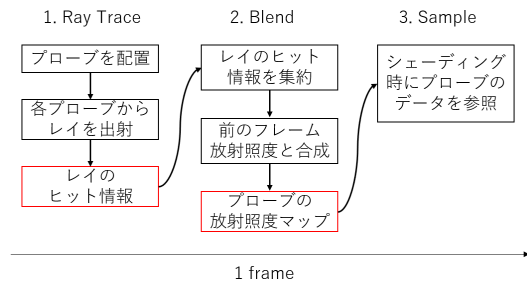 1. Ray Trace
プローブを配置
各プローブから
レイを出射
レイの
ヒット情報
2. Blend
レイのヒット
情報を集約
前のフレーム
放射照度と合成
プローブの
放射照度マップ
3. Sample
シェーディング
時にプローブの
データを参照
1 frame